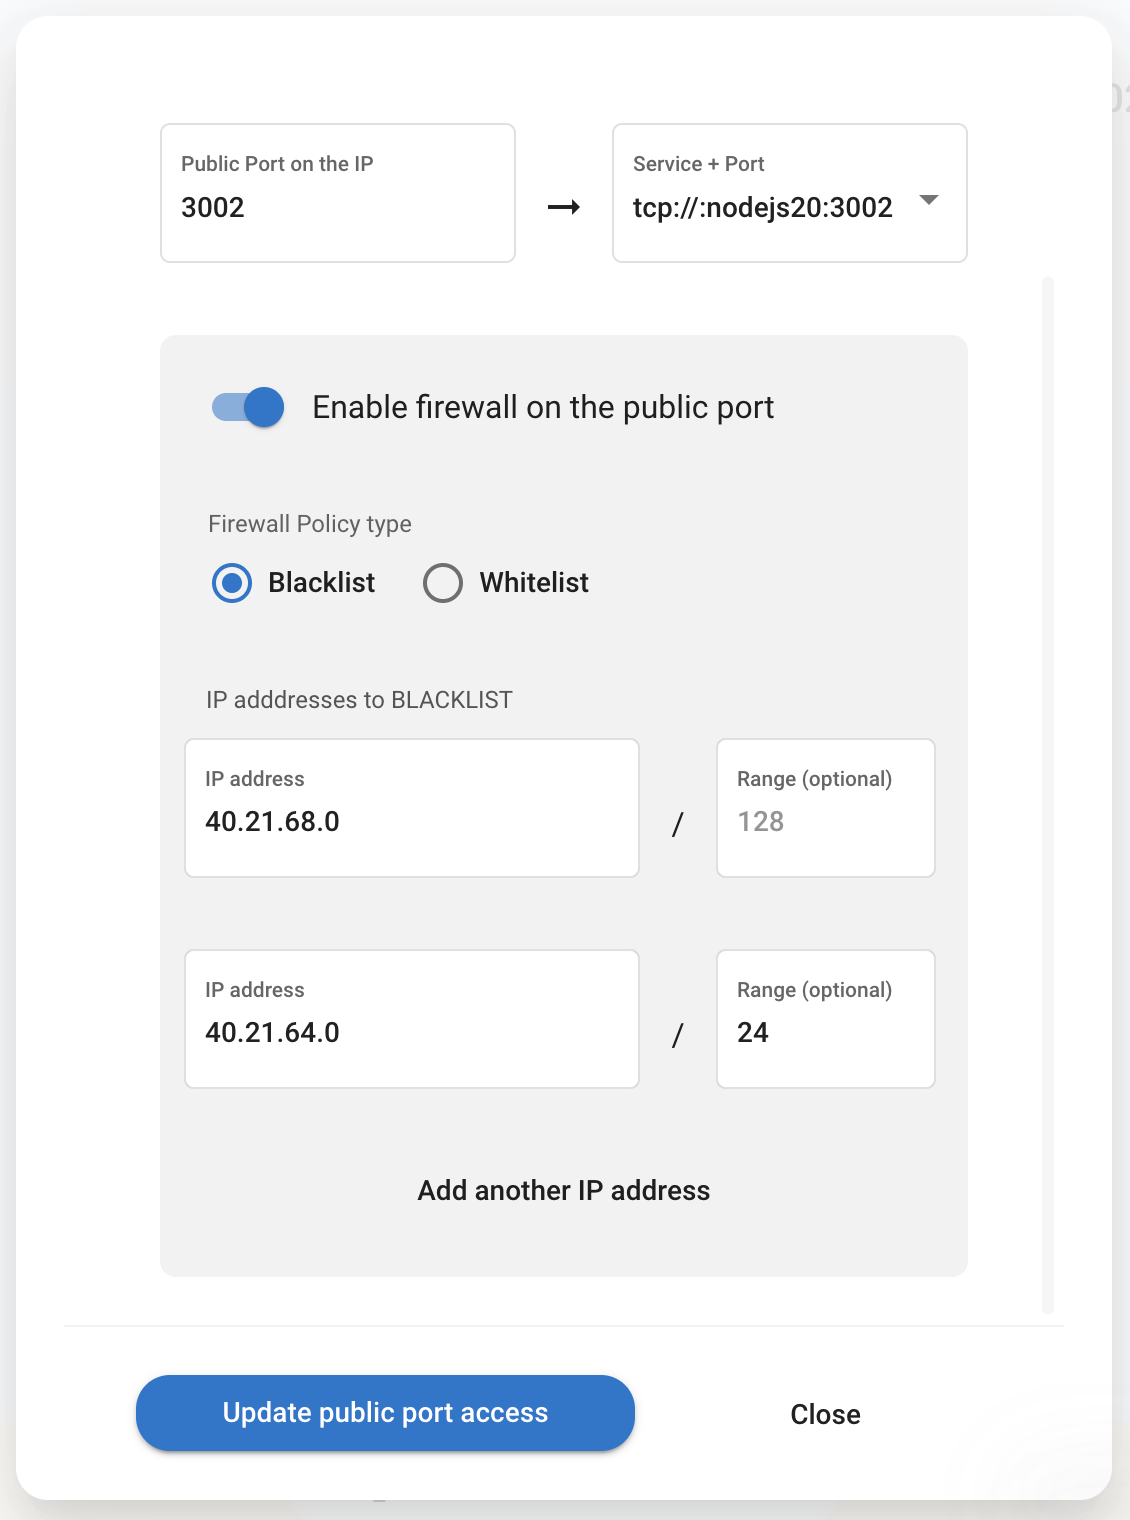 Public Port on the IP
3002
→
Service + Port
tcp://:nodejs20:3002
Enable firewall on the public port
Firewall Policy type
Blacklist
Whitelist
IP adddresses to BLACKLIST
IP address
40.21.68.0
/
Range (optional)
128
IP address
40.21.64.0
/
Range (optional)
24
Add another IP address
Update public port access
Close